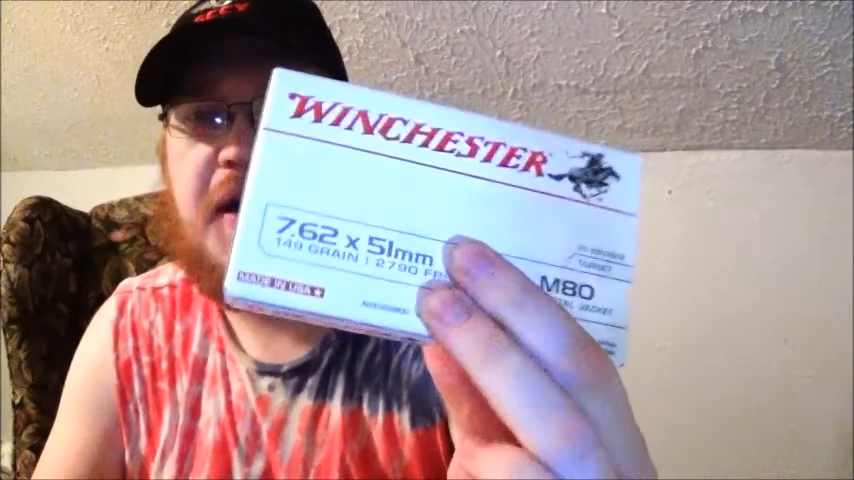 WINCHESTER
7.62 x 51mm
149 GRAIN | 2790 FPS
M80
MADE IN USA